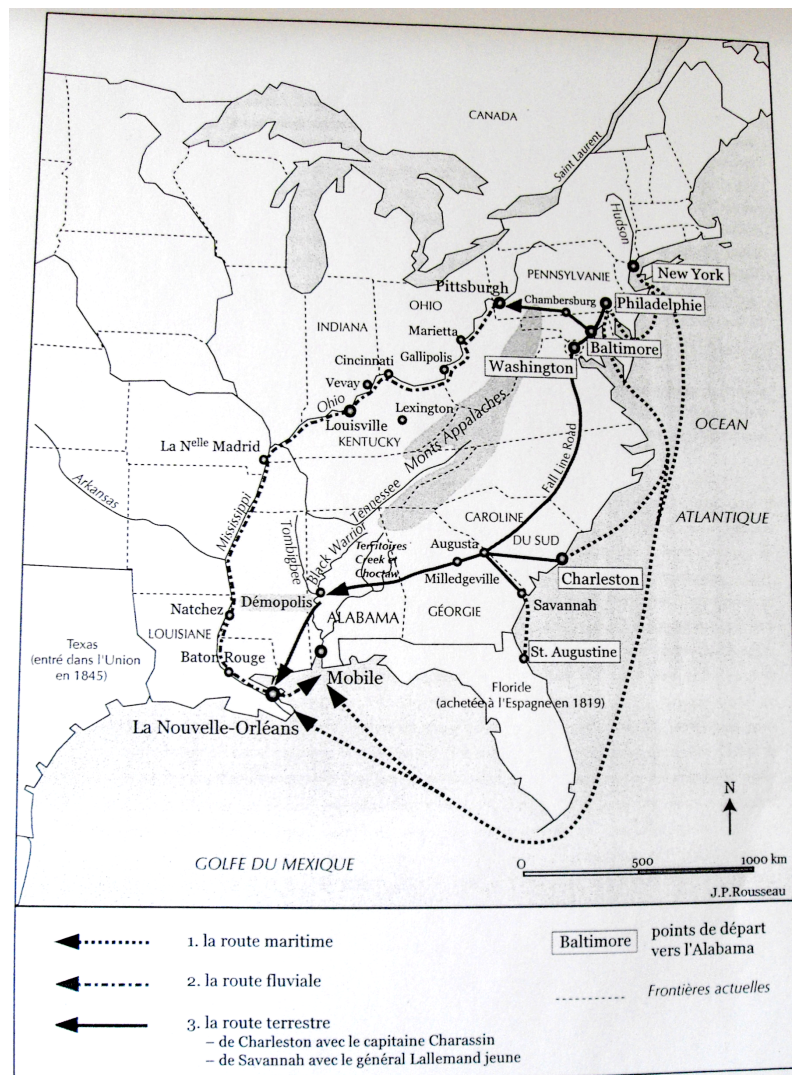 CANADA
Saint Laurent
Hudson
New York
PENNSYLVANIE
Pittsburgh
Chambersburg
Philadelphie
OHIO
Baltimore
Marietta
INDIANA
Gallipolis
Washington
Cincinnati
Vevay
Ohio
Lexington
Louisville
KENTUCKY
Monts Appalaches
OCEAN
La Nelle Madrid
Fall Line Road
Arkansas
Mississippi
Tennessee
ATLANTIQUE
CAROLINE
DU SUD
Tombigbee
Black Warrior
Territoires
Creek et
Choctaw
Augusta
Milledgeville
Charleston
Démopolis
Savannah
Natchez
ALABAMA
GÉORGIE
LOUISIANE
Texas
(entré dans l'Union
en 1845)
Baton Rouge
St. Augustine
Mobile
Floride
(achetée à l'Espagne en 1819)
La Nouvelle-Orléans
N
GOLFE DU MEXIQUE
0 500 1000 km
J.P.Rousseau
1. la route maritime
2. la route fluviale
3. la route terrestre
– de Charleston avec le capitaine Charassin
– de Savannah avec le général Lallemand jeune
Baltimore
points de départ
vers l'Alabama
Frontières actuelles